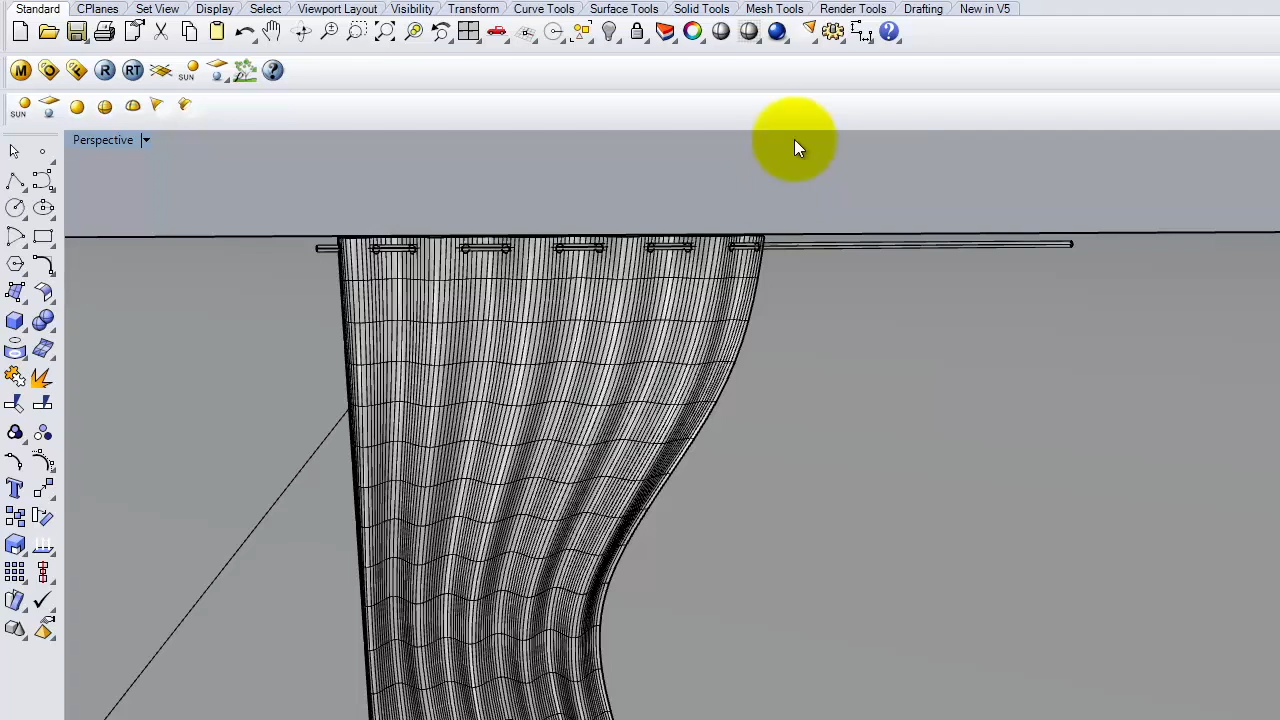 Standard CPlanes Set View Display Select Viewport Layout Visibility Transform Curve Tools Surface Tools Solid Tools Mesh Tools Render Tools Drafting New in V5
M O F R RT SUN
SUN
Perspective